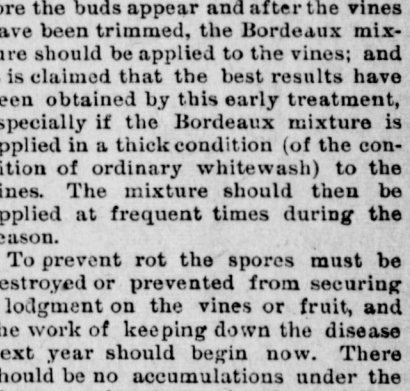 ore the buds appear and after the vines
ave been trimmed, the Bordeaux mix-
ure should be applied to the vines; and
is claimed that the best results have
een obtained by this early treatment,
specially if the Bordeaux mixture is
pplied in a thick condition (of the con-
ition of ordinary whitewash) to the
ines. The mixture should then be
pplied at frequent times during the
eason.
To prevent rot the spores must be
estroyed or prevented from securing
lodgment on the vines or fruit, and
he work of keeping down the disease
ext year should begin now. There
hould be no accumulations under the